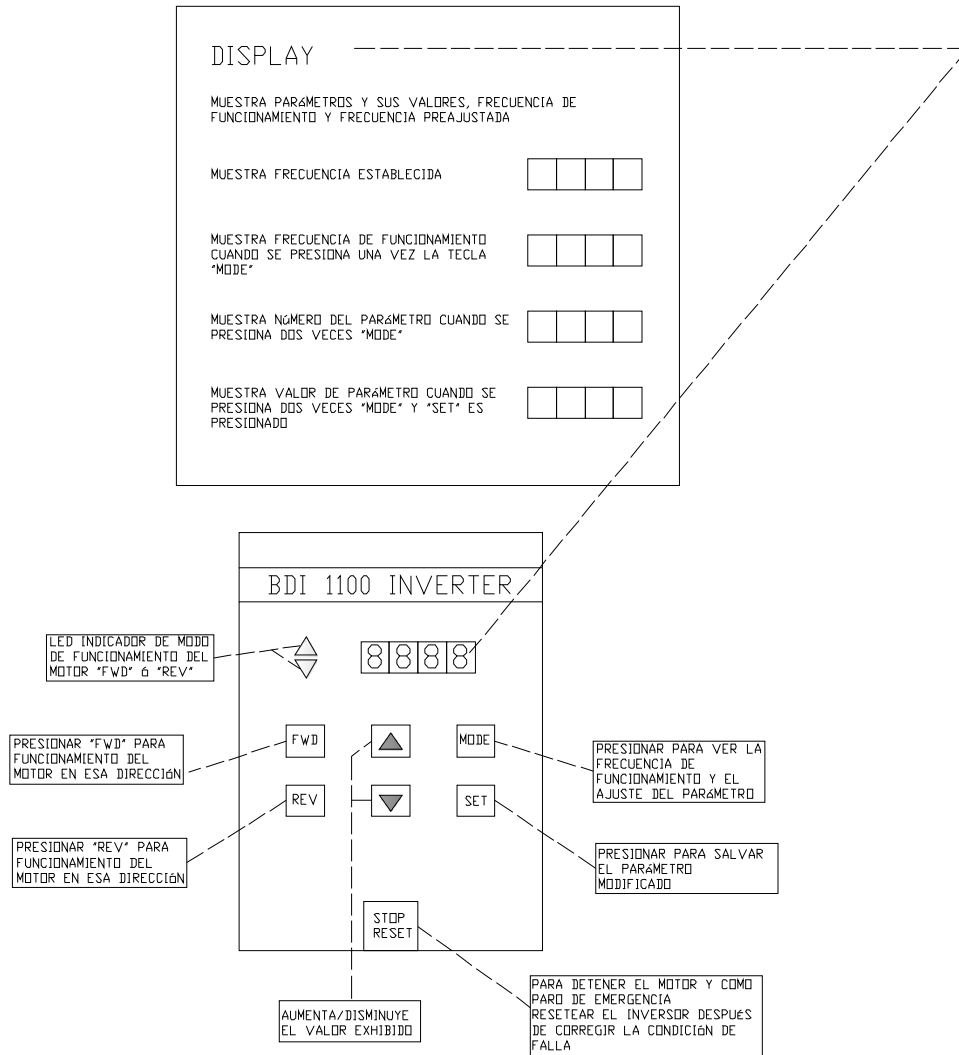 DISPLAY
MUESTRA PARáMETROS Y SUS VALORES, FRECUENCIA DE
FUNCIONAMIENTO Y FRECUENCIA PREAJUSTADA
MUESTRA FRECUENCIA ESTABLECIDA
MUESTRA FRECUENCIA DE FUNCIONAMIENTO
CUANDO SE PRESIONA UNA VEZ LA TECLA
"MODE"
MUESTRA NúMERO DEL PARáMETRO CUANDO SE
PRESIONA DOS VECES "MODE"
MUESTRA VALOR DE PARáMETRO CUANDO SE
PRESIONA DOS VECES "MODE" Y "SET" ES
PRESIONADO
BDI 1100 INVERTER
LED INDICADOR DE MODO
DE FUNCIONAMIENTO DEL
MOTOR "FWD" ó "REV"
8888
FWD
MODE
PRESIONAR "FWD" PARA
FUNCIONAMIENTO DEL
MOTOR EN ESA DIRECCIóN
PRESIONAR PARA VER LA
FRECUENCIA DE
FUNCIONAMIENTO Y EL
AJUSTE DEL PARáMETRO
REV
SET
PRESIONAR "REV" PARA
FUNCIONAMIENTO DEL
MOTOR EN ESA DIRECCIóN
PRESIONAR PARA SALVAR
EL PARáMETRO
MODIFICADO
STOP
RESET
AUMENTA/DISMINUYE
EL VALOR EXHIBIDO
PARA DETENER EL MOTOR Y COMO
PARO DE EMERGENCIA
RESETEAR EL INVERSOR DESPUéS
DE CORREGIR LA CONDICIóN DE
FALLA